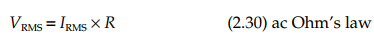 V_RMS = I_RMS × R (2.30) ac Ohm's law